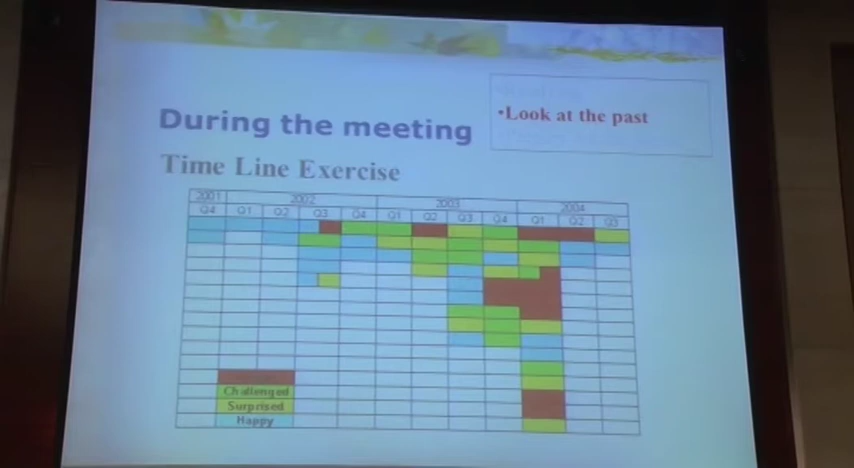 •Look at the past
During the meeting
Time Line Exercise
2001 2002 2003 2004
Q4 Q1 Q2 Q3 Q4 Q1 Q2 Q3 Q4 Q1 Q2 Q3
Challenged
Surprised
Happy